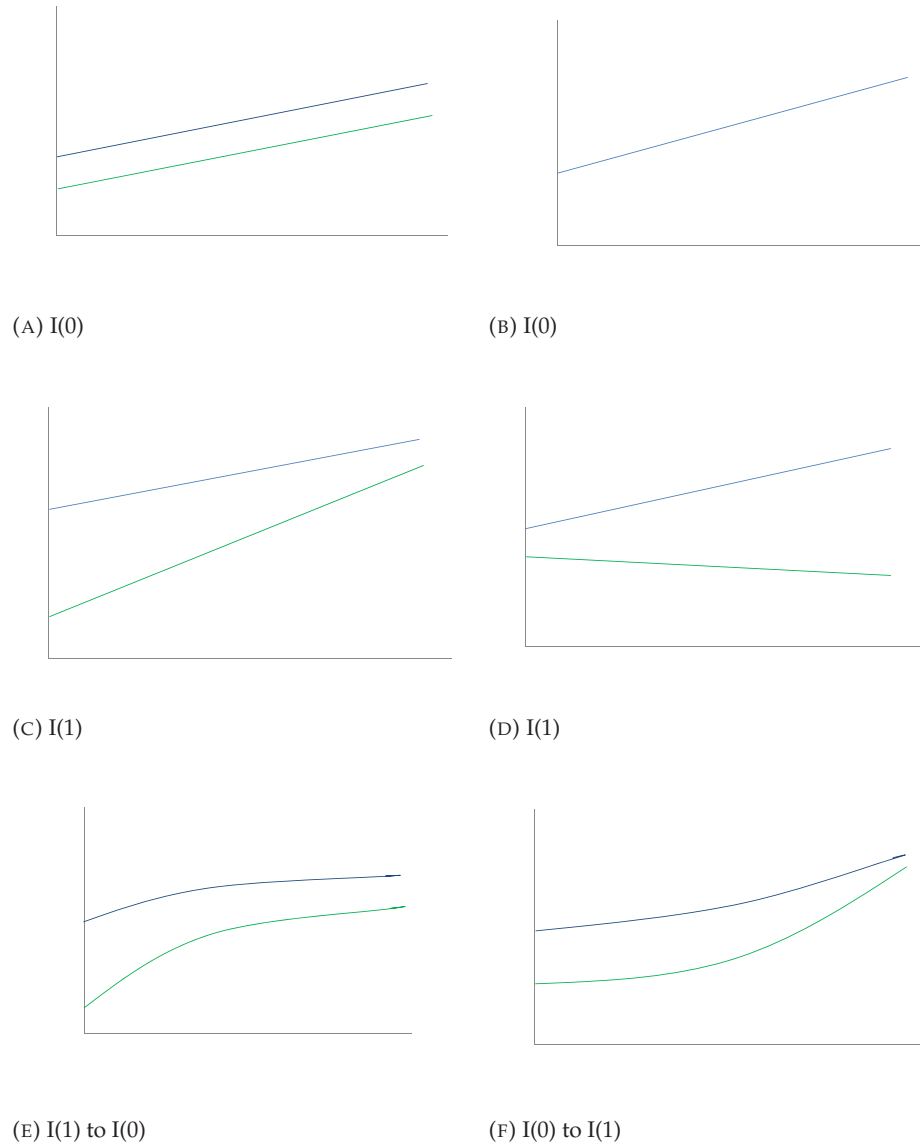 (A) I(0)
(B) I(0)
(C) I(1)
(D) I(1)
(E) I(1) to I(0)
(F) I(0) to I(1)